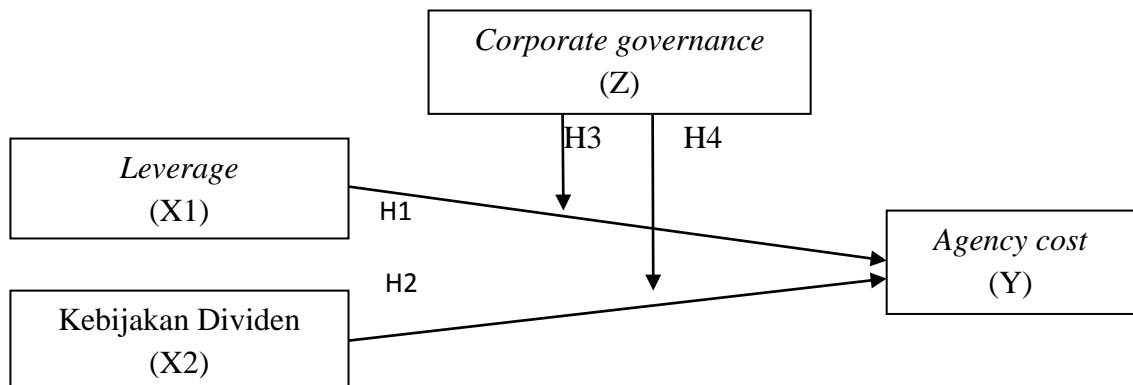 Corporate governance
(Z)
H3
H4
Leverage
(X1)
H1
Agency cost
(Y)
H2
Kebijakan Dividen
(X2)